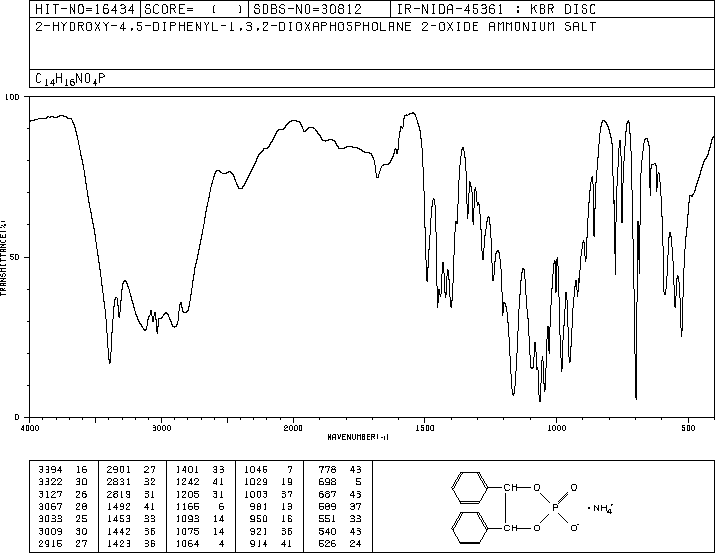 HIT-NO=16434 SCORE= ( ) SDBS-NO=30812 IR-NIDA-45361 : KBR DISC
2-HYDROXY-4,5-DIPHENYL-1,3,2-DIOXAPHOSPHOLANE 2-OXIDE AMMONIUM SALT
C14H16NO4P
100
50
0
TRANSMITTANCE(%)
4000 3000 2000 1500 1000 500
WAVENUMBER(-1)
3394 16 2901 27 1401 33 1046 7 778 43
3322 30 2831 32 1242 41 1029 19 698 5
3127 26 2819 31 1205 31 1003 37 687 43
3067 28 1492 41 1166 6 981 13 589 37
3033 25 1453 33 1093 14 950 16 551 33
3009 30 1442 36 1075 14 921 36 540 43
2915 27 1423 36 1064 4 914 41 526 24
CH O O
P · NH4+
CH O O-